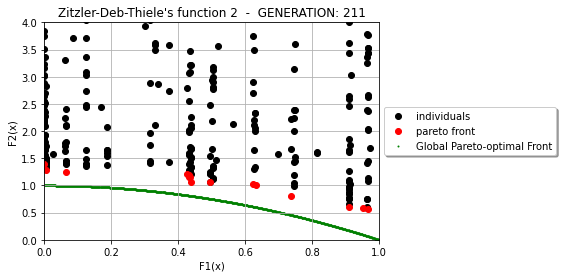 Zitzler-Deb-Thiele's function 2 - GENERATION: 211
4.0
3.5
3.0
2.5
2.0
1.5
1.0
0.5
0.0
F2(x)
0.0 0.2 0.4 0.6 0.8 1.0
F1(x)
individuals
pareto front
Global Pareto-optimal Front